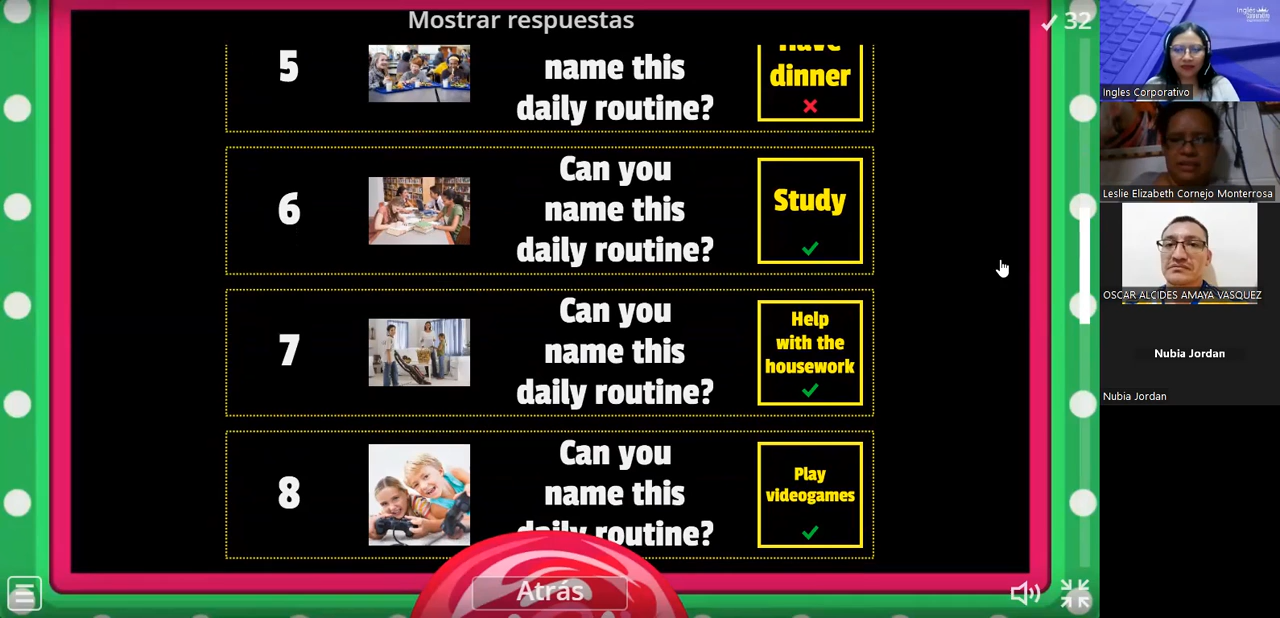 Mostrar respuestas
32
5
name this
daily routine?
have
dinner
6
Can you
name this
daily routine?
Study
7
Can you
name this
daily routine?
Help
with the
housework
8
Can you
name this
daily routine?
Play
videogames
Atrás
Ingles Corporativo
Leslie Elizabeth Cornejo Monterrosa
OSCAR ALCIDES AMAYA VASQUEZ
Nubia Jordan
Nubia Jordan